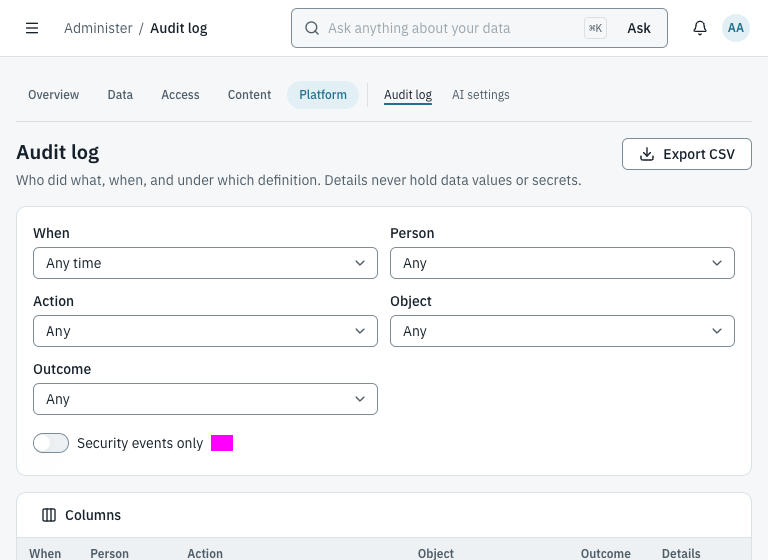 Administer / Audit log
Ask anything about your data
⌘K
Ask
AA
Overview
Data
Access
Content
Platform
Audit log
AI settings
Audit log
Export CSV
Who did what, when, and under which definition. Details never hold data values or secrets.
When
Person
Any time
Any
Action
Object
Any
Any
Outcome
Any
Security events only
Columns
When Person Action Object Outcome Details